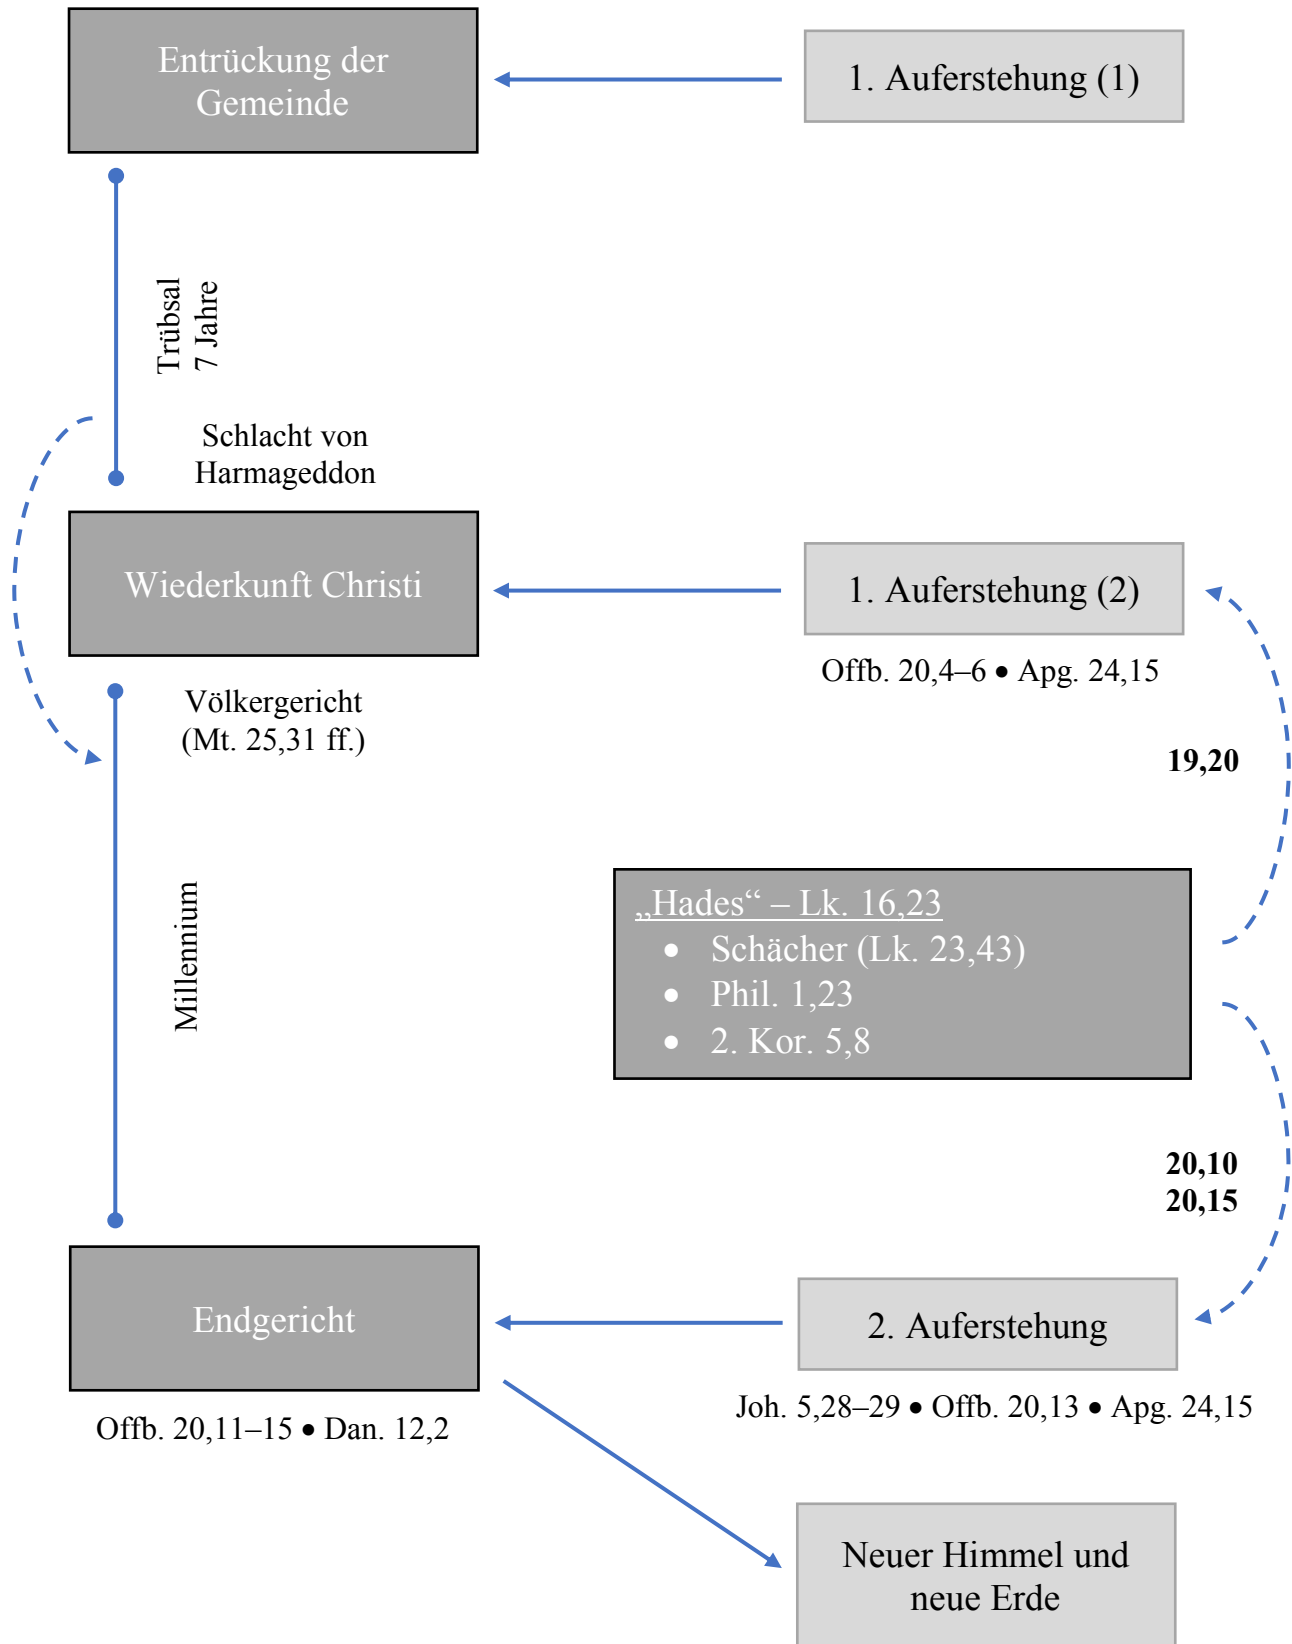 Entrückung der
Gemeinde
1. Auferstehung (1)
Trübsal
7 Jahre
Schlacht von
Harmageddon
Wiederkunft Christi
1. Auferstehung (2)
Offb. 20,4–6 • Apg. 24,15
Völkergericht
(Mt. 25,31 ff.)
19,20
Millennium
„Hades“ – Lk. 16,23
• Schächer (Lk. 23,43)
• Phil. 1,23
• 2. Kor. 5,8
20,10
20,15
Endgericht
2. Auferstehung
Offb. 20,11–15 • Dan. 12,2
Joh. 5,28–29 • Offb. 20,13 • Apg. 24,15
Neuer Himmel und
neue Erde